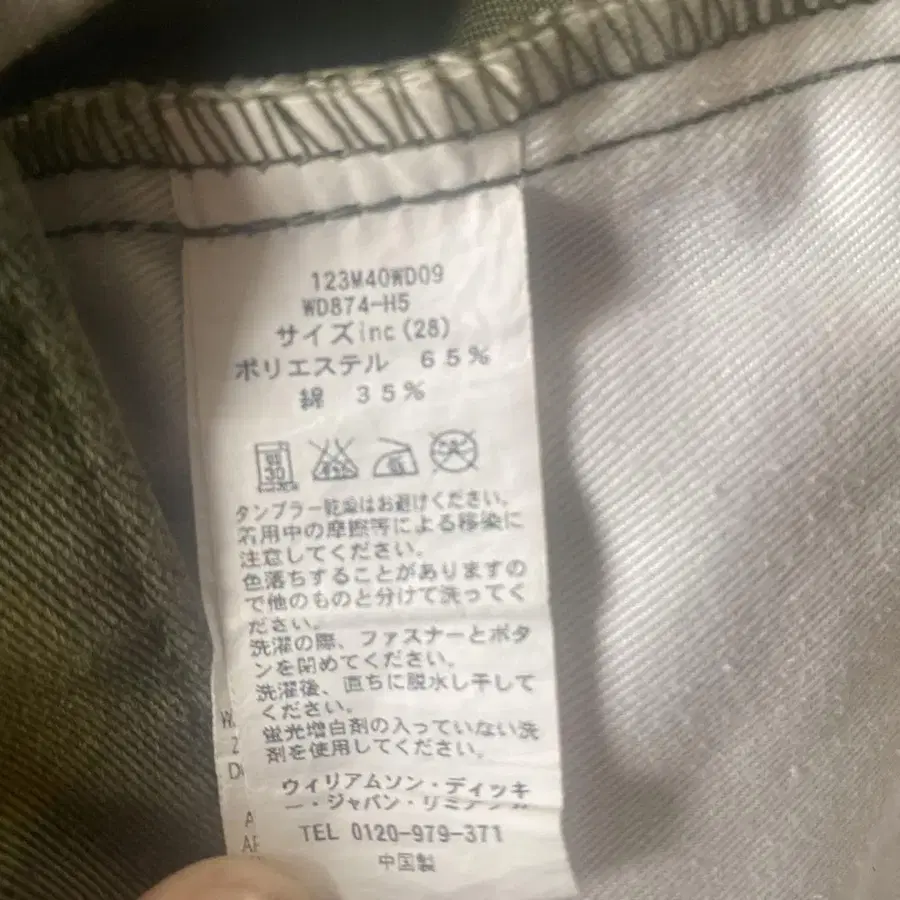 123M40WD09
WD874-H5
サイズinc(28)
ポリエステル 65%
綿 35%
30
タンブラー乾燥はお避けください。
着用中の摩擦等による移染に
注意してください。
色落ちすることがありますの
で他のものと分けて洗ってく
ださい。
洗濯の際、ファスナーとボタ
ンを閉めてください。
洗濯後、直ちに脱水し干して
ください。
蛍光増白剤の入っていない洗
剤を使用してください。
ウィリアムソン・ディッキ
ー・ジャパン・リミテッド
TEL 0120-979-371
中国製